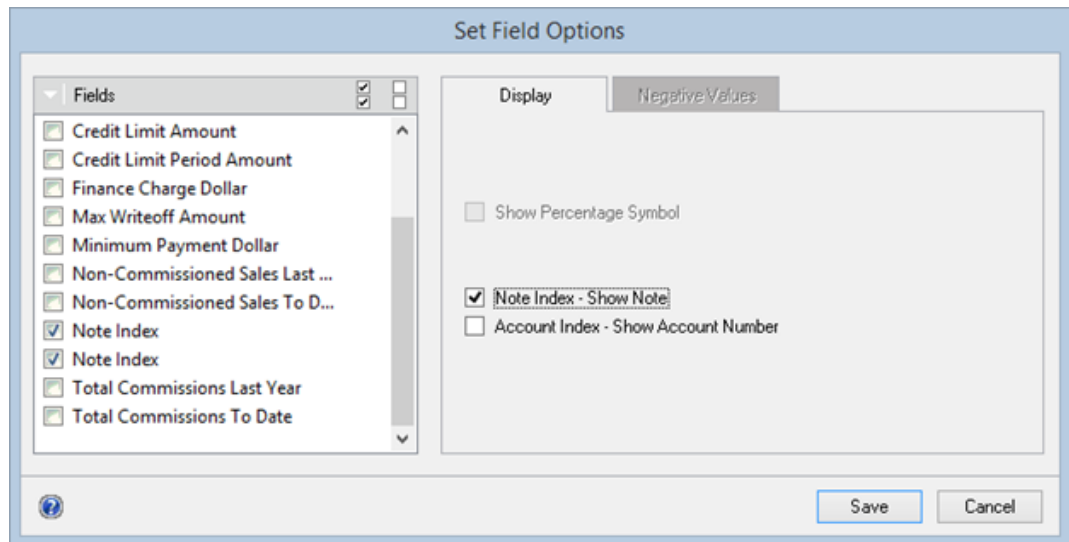 Set Field Options
Fields
Credit Limit Amount
Credit Limit Period Amount
Finance Charge Dollar
Max Writeoff Amount
Minimum Payment Dollar
Non-Commissioned Sales Last ...
Non-Commissioned Sales To D...
Note Index
Note Index
Total Commissions Last Year
Total Commissions To Date
Display Negative Values
Show Percentage Symbol
Note Index - Show Note
Account Index - Show Account Number
? Save Cancel